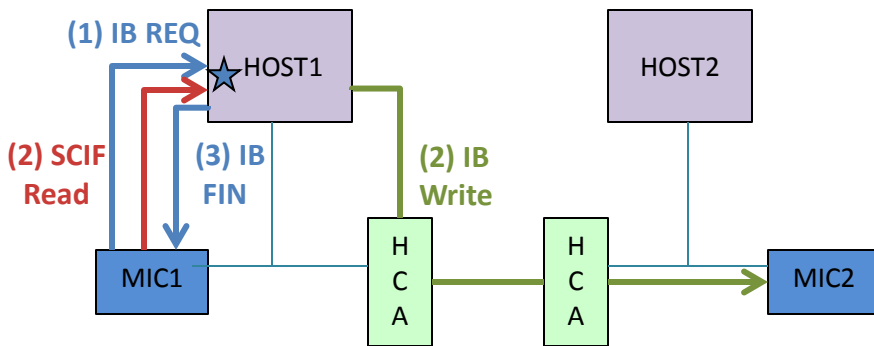 (1) IB REQ
HOST1
HOST2
(2) SCIF
Read
(3) IB
FIN
(2) IB
Write
MIC1
H
C
A
H
C
A
MIC2